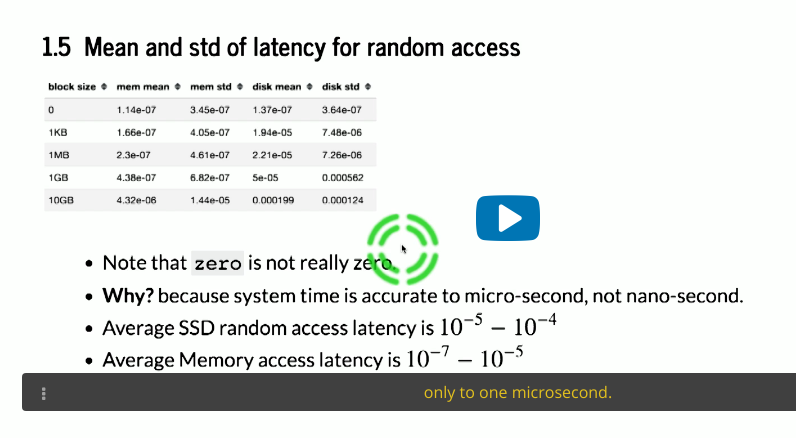 1.5 Mean and std of latency for random access
block size mem mean mem std disk mean disk std
0 1.14e-07 3.45e-07 1.37e-07 3.64e-07
1KB 1.66e-07 4.05e-07 1.94e-05 7.48e-06
1MB 2.3e-07 4.61e-07 2.21e-05 7.26e-06
1GB 4.38e-07 6.82e-07 5e-05 0.000562
10GB 4.32e-06 1.44e-05 0.000199 0.000124
• Note that zero is not really zero.
• Why? because system time is accurate to micro-second, not nano-second.
• Average SSD random access latency is 10⁻⁵ − 10⁻⁴
• Average Memory access latency is 10⁻⁷ − 10⁻⁵
only to one microsecond.